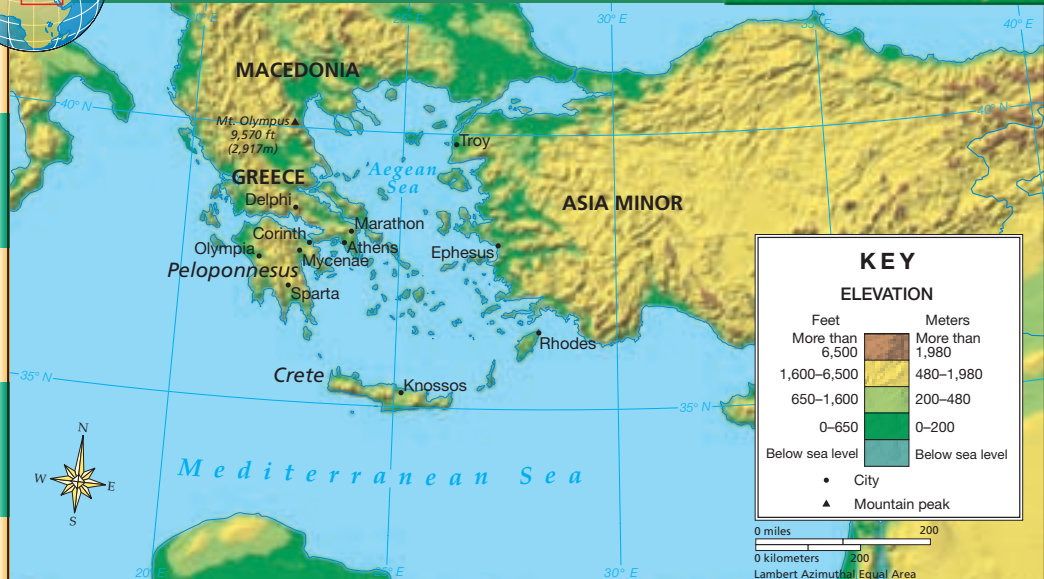 20° E
25° E
30° E
35° E
40° E
MACEDONIA
40° N
40° N
Mt. Olympus
9,570 ft
(2,917m)
Troy
Aegean
Sea
GREECE
Delphi
ASIA MINOR
Marathon
Corinth
Athens
Olympia
Mycenae
Ephesus
Peloponnesus
Sparta
Rhodes
Crete
Knossos
35° N
35° N
Mediterranean Sea
N
W
E
S
20° E
25° E
30° E
KEY
ELEVATION
Feet Meters
More than More than
6,500 1,980
1,600–6,500 480–1,980
650–1,600 200–480
0–650 0–200
Below sea level Below sea level
City
Mountain peak
0 miles 200
0 kilometers 200
Lambert Azimuthal Equal Area